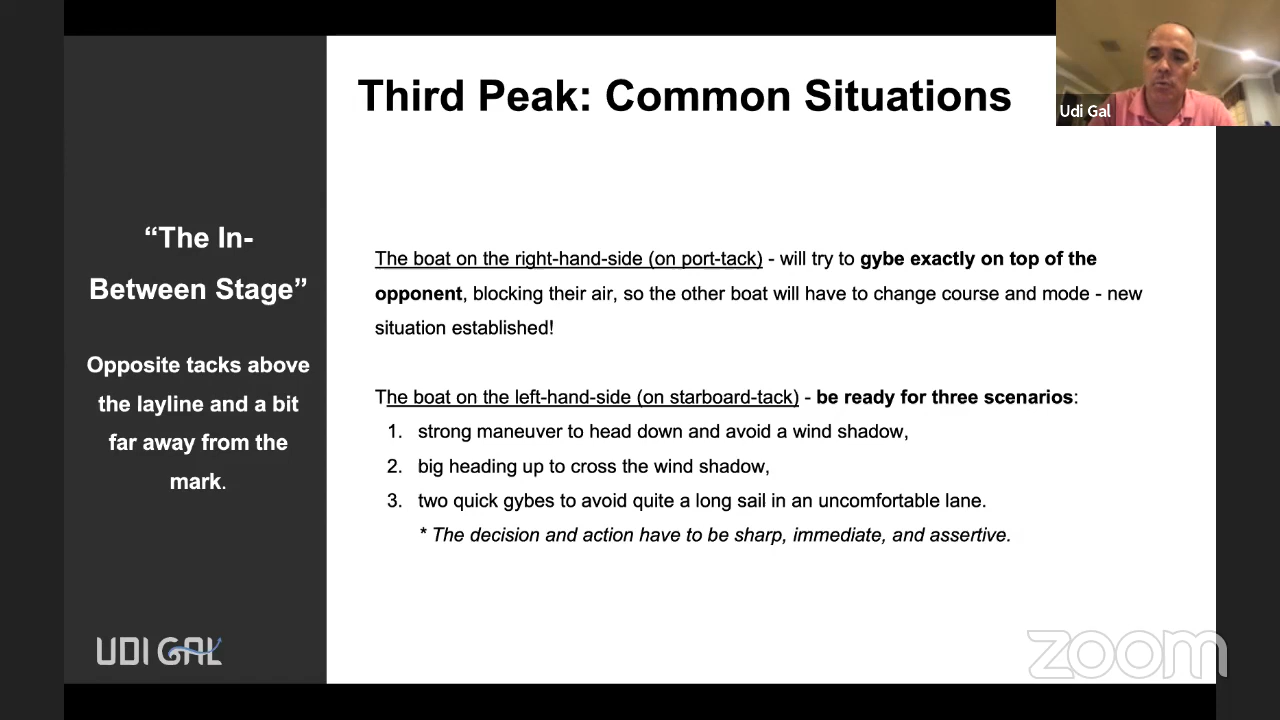 Third Peak: Common Situations
Udi Gal
“The In-
Between Stage”
Opposite tacks above
the layline and a bit
far away from the
mark.
The boat on the right-hand-side (on port-tack) - will try to gybe exactly on top of the
opponent, blocking their air, so the other boat will have to change course and mode - new
situation established!
The boat on the left-hand-side (on starboard-tack) - be ready for three scenarios:
1. strong maneuver to head down and avoid a wind shadow,
2. big heading up to cross the wind shadow,
3. two quick gybes to avoid quite a long sail in an uncomfortable lane.
* The decision and action have to be sharp, immediate, and assertive.
UDI GAL
zoom